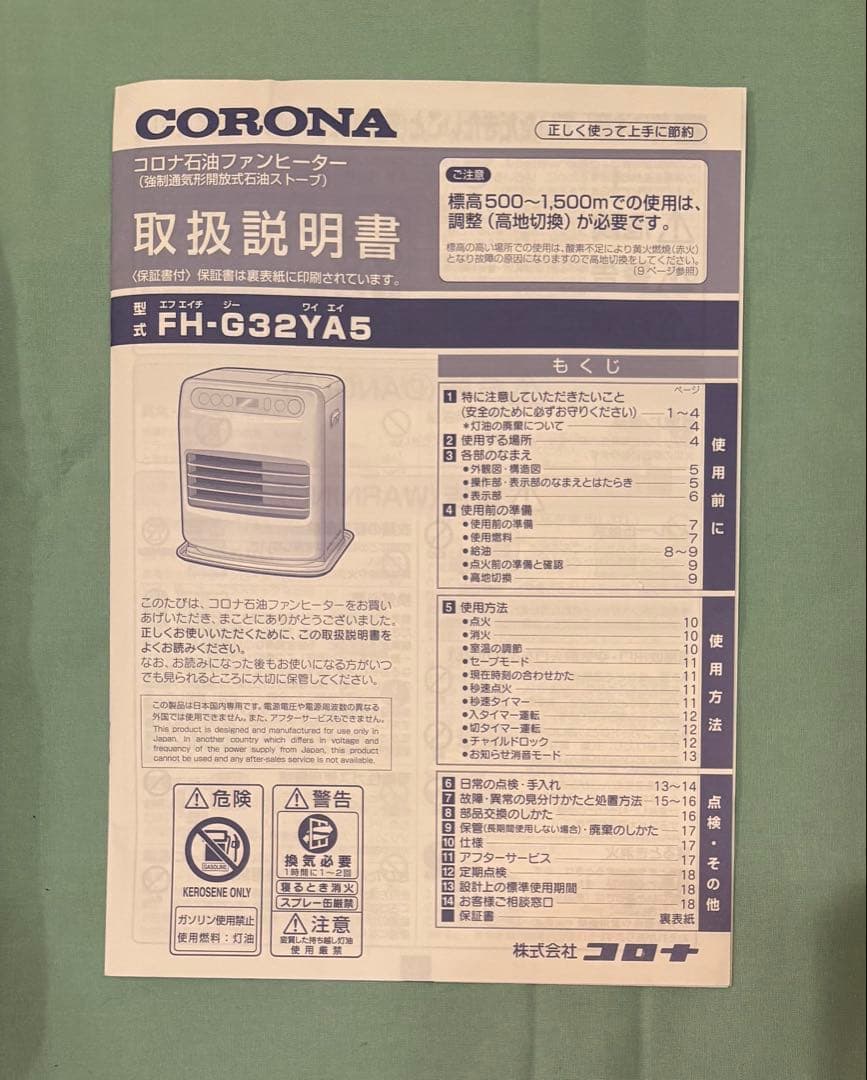 CORONA
正しく使って上手に節約
コロナ石油ファンヒーター
(強制通気形開放式石油ストーブ)
取扱説明書
〈保証書付〉保証書は裏表紙に印刷されています。
ご注意
標高500〜1,500mでの使用は、
調整(高地切換)が必要です。
標高の高い場所での使用は、酸素不足により黄火燃焼(赤火)
となり故障の原因になりますので高地切換をしてください。
(9ページ参照)
型式 エフエイチ ジー ワイ エイ
FH-G32YA5
もくじ
ページ
1 特に注意していただきたいこと
(安全のために必ずお守りください) 1〜4
*灯油の廃棄について 4
2 使用する場所 4
3 各部のなまえ
●外観図・構造図 5
●操作部・表示部のなまえとはたらき 5
●表示部 6
4 使用前の準備
●使用前の準備 7
●使用燃料 7
●給油 8〜9
●点火前の準備と確認 9
●高地切換 9
使用前に
5 使用方法
●点火 10
●消火 10
●室温の調節 10
●セーブモード 11
●現在時刻の合わせかた 11
●秒速点火 11
●秒速タイマー 11
●入タイマー運転 12
●切タイマー運転 12
●チャイルドロック 12
●お知らせ消音モード 13
使用方法
6 日常の点検・手入れ 13〜14
7 故障・異常の見分けかたと処置方法 15〜16
8 部品交換のしかた 16
9 保管(長期間使用しない場合)・廃棄のしかた 17
10 仕様 17
11 アフターサービス 17
12 定期点検 18
13 設計上の標準使用期間 18
14 お客様ご相談窓口 18
■ 保証書 裏表紙
点検・その他
このたびは、コロナ石油ファンヒーターをお買い
あげいただき、まことにありがとうございました。
正しくお使いいただくために、この取扱説明書を
よくお読みください。
なお、お読みになった後もお使いになる方がいつ
でも見られるところに大切に保管してください。
この製品は日本国内専用です。電源電圧や電源周波数の異なる
外国では使用できません。また、アフターサービスもできません。
This product is designed and manufactured for use only in
Japan. In another country which differs in voltage and
frequency of the power supply from Japan, this product
cannot be used and any after-sales service is not available.
危険
GASOLINE
KEROSENE ONLY
ガソリン使用禁止
使用燃料:灯油
警告
換気必要
1時間に1〜2回
寝るとき消火
スプレー缶厳禁
注意
変質した持ち越し灯油
使用厳禁
株式会社 コロナ